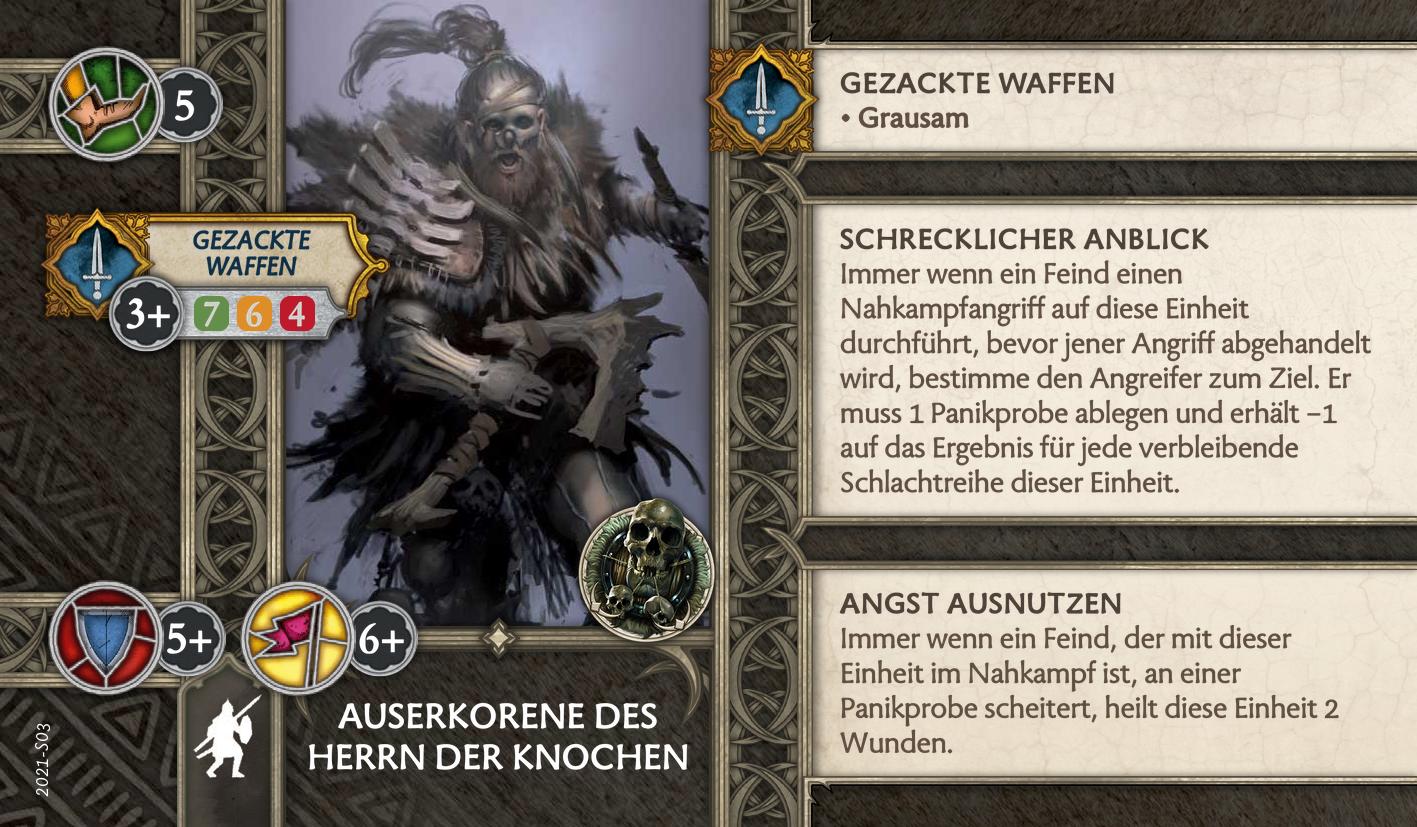 5
GEZACKTE
WAFFEN
3+ 7 6 4
5+ 6+
AUSERKORENE DES
HERRN DER KNOCHEN
2021-S03
GEZACKTE WAFFEN
• Grausam
SCHRECKLICHER ANBLICK
Immer wenn ein Feind einen
Nahkampfangriff auf diese Einheit
durchführt, bevor jener Angriff abgehandelt
wird, bestimme den Angreifer zum Ziel. Er
muss 1 Panikprobe ablegen und erhält –1
auf das Ergebnis für jede verbleibende
Schlachtreihe dieser Einheit.
ANGST AUSNUTZEN
Immer wenn ein Feind, der mit dieser
Einheit im Nahkampf ist, an einer
Panikprobe scheitert, heilt diese Einheit 2
Wunden.